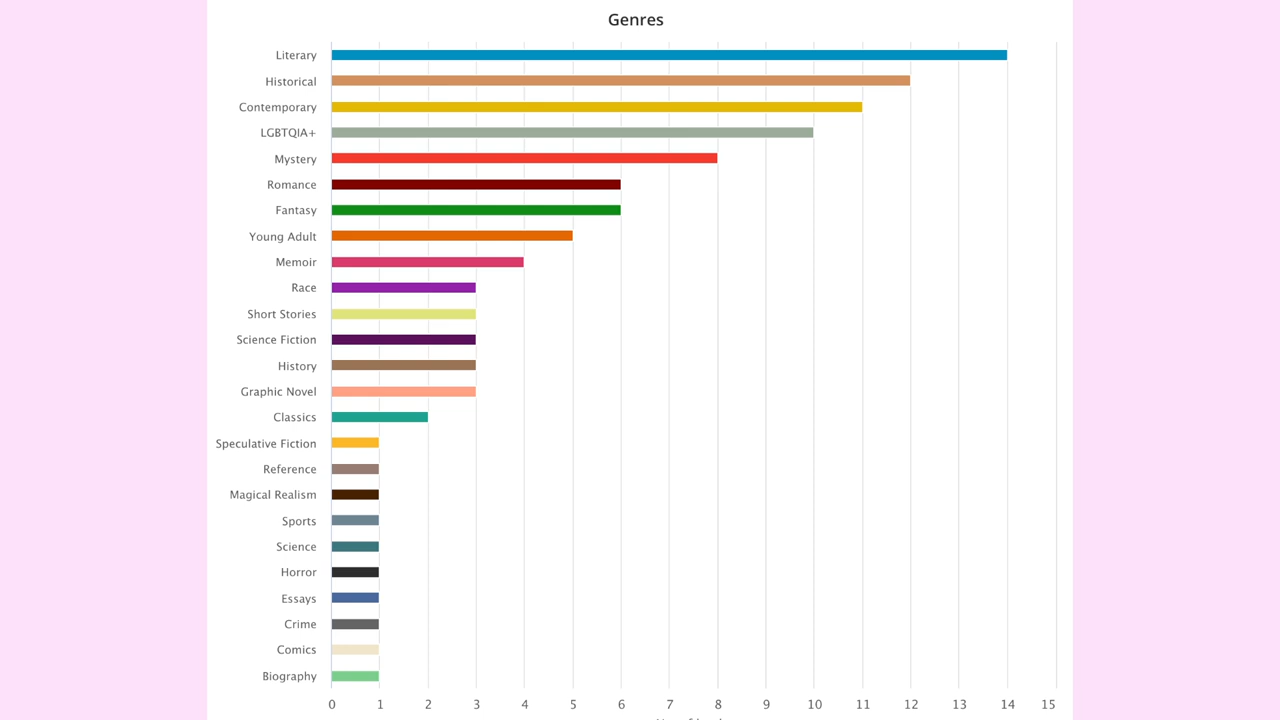 Genres
Literary
Historical
Contemporary
LGBTQIA+
Mystery
Romance
Fantasy
Young Adult
Memoir
Race
Short Stories
Science Fiction
History
Graphic Novel
Classics
Speculative Fiction
Reference
Magical Realism
Sports
Science
Horror
Essays
Crime
Comics
Biography
0 1 2 3 4 5 6 7 8 9 10 11 12 13 14 15